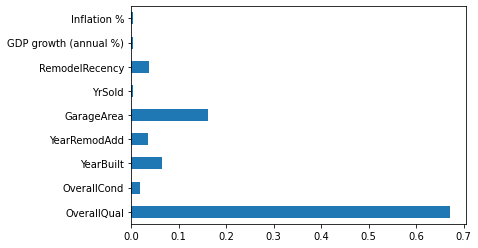 Inflation %
GDP growth (annual %)
RemodelRecency
YrSold
GarageArea
YearRemodAdd
YearBuilt
OverallCond
OverallQual
0.0 0.1 0.2 0.3 0.4 0.5 0.6 0.7